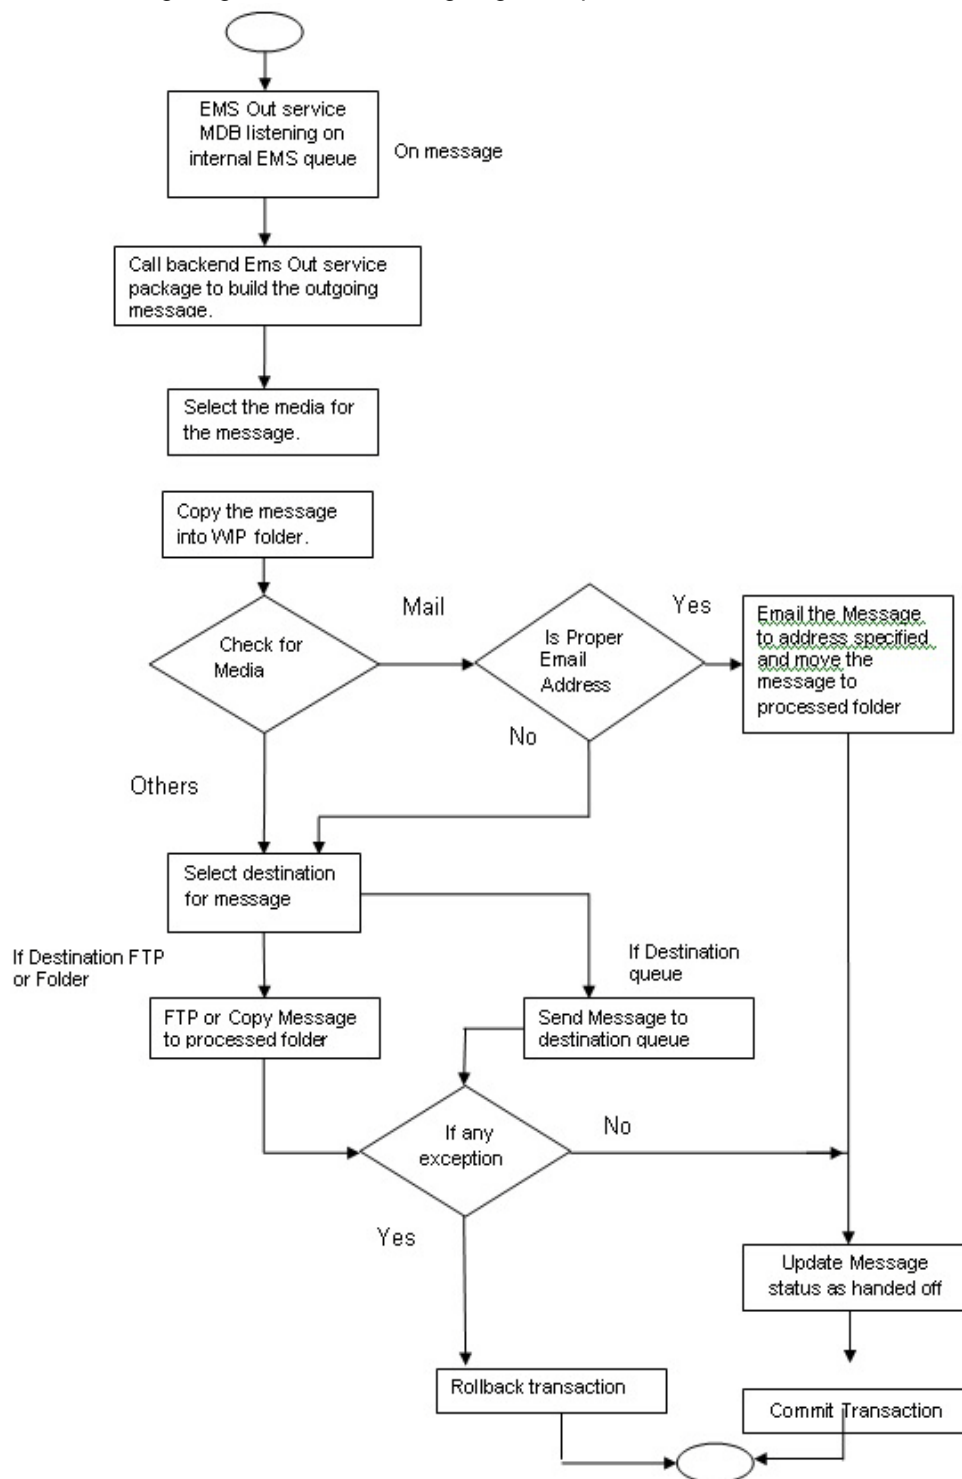 EMS Out service
MDB listening on
internal EMS queue
On message
Call backend Ems Out service
package to build the outgoing
message.
Select the media for
the message.
Copy the message
into WIP folder.
Check for
Media
Mail
Is Proper
Email
Address
Yes
Email the Message
to address specified
and move the
message to
processed folder
No
Others
Select destination
for message
If Destination FTP
or Folder
If Destination
queue
FTP or Copy Message
to processed folder
Send Message to
destination queue
If any
exception
No
Yes
Update Message
status as handed off
Rollback transaction
Commit Transaction